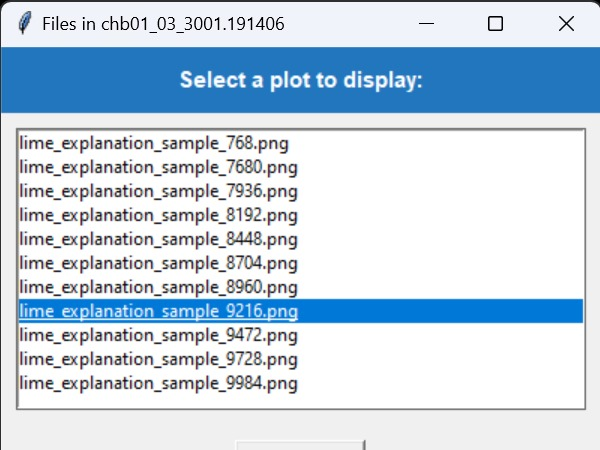 Files in chb01_03_3001.191406
Select a plot to display:
lime_explanation_sample_768.png
lime_explanation_sample_7680.png
lime_explanation_sample_7936.png
lime_explanation_sample_8192.png
lime_explanation_sample_8448.png
lime_explanation_sample_8704.png
lime_explanation_sample_8960.png
lime_explanation_sample_9216.png
lime_explanation_sample_9472.png
lime_explanation_sample_9728.png
lime_explanation_sample_9984.png